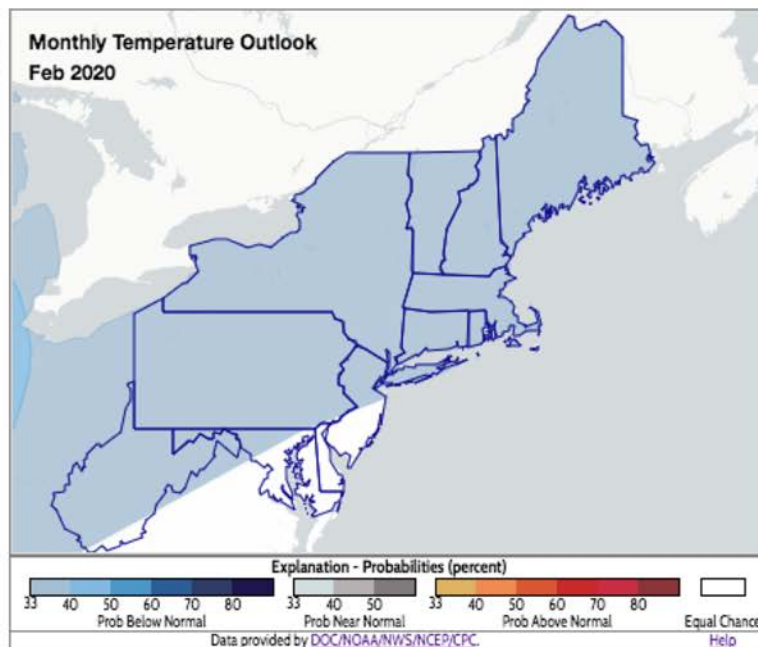 Monthly Temperature Outlook
Feb 2020
Explanation - Probabilities (percent)
33 40 50 60 70 80 33 40 50 60 33 40 50 60 70 80
Prob Below Normal Prob Near Normal Prob Above Normal Equal Chance
Data provided by DOC/NOAA/NWS/NCEP/CPC. Help